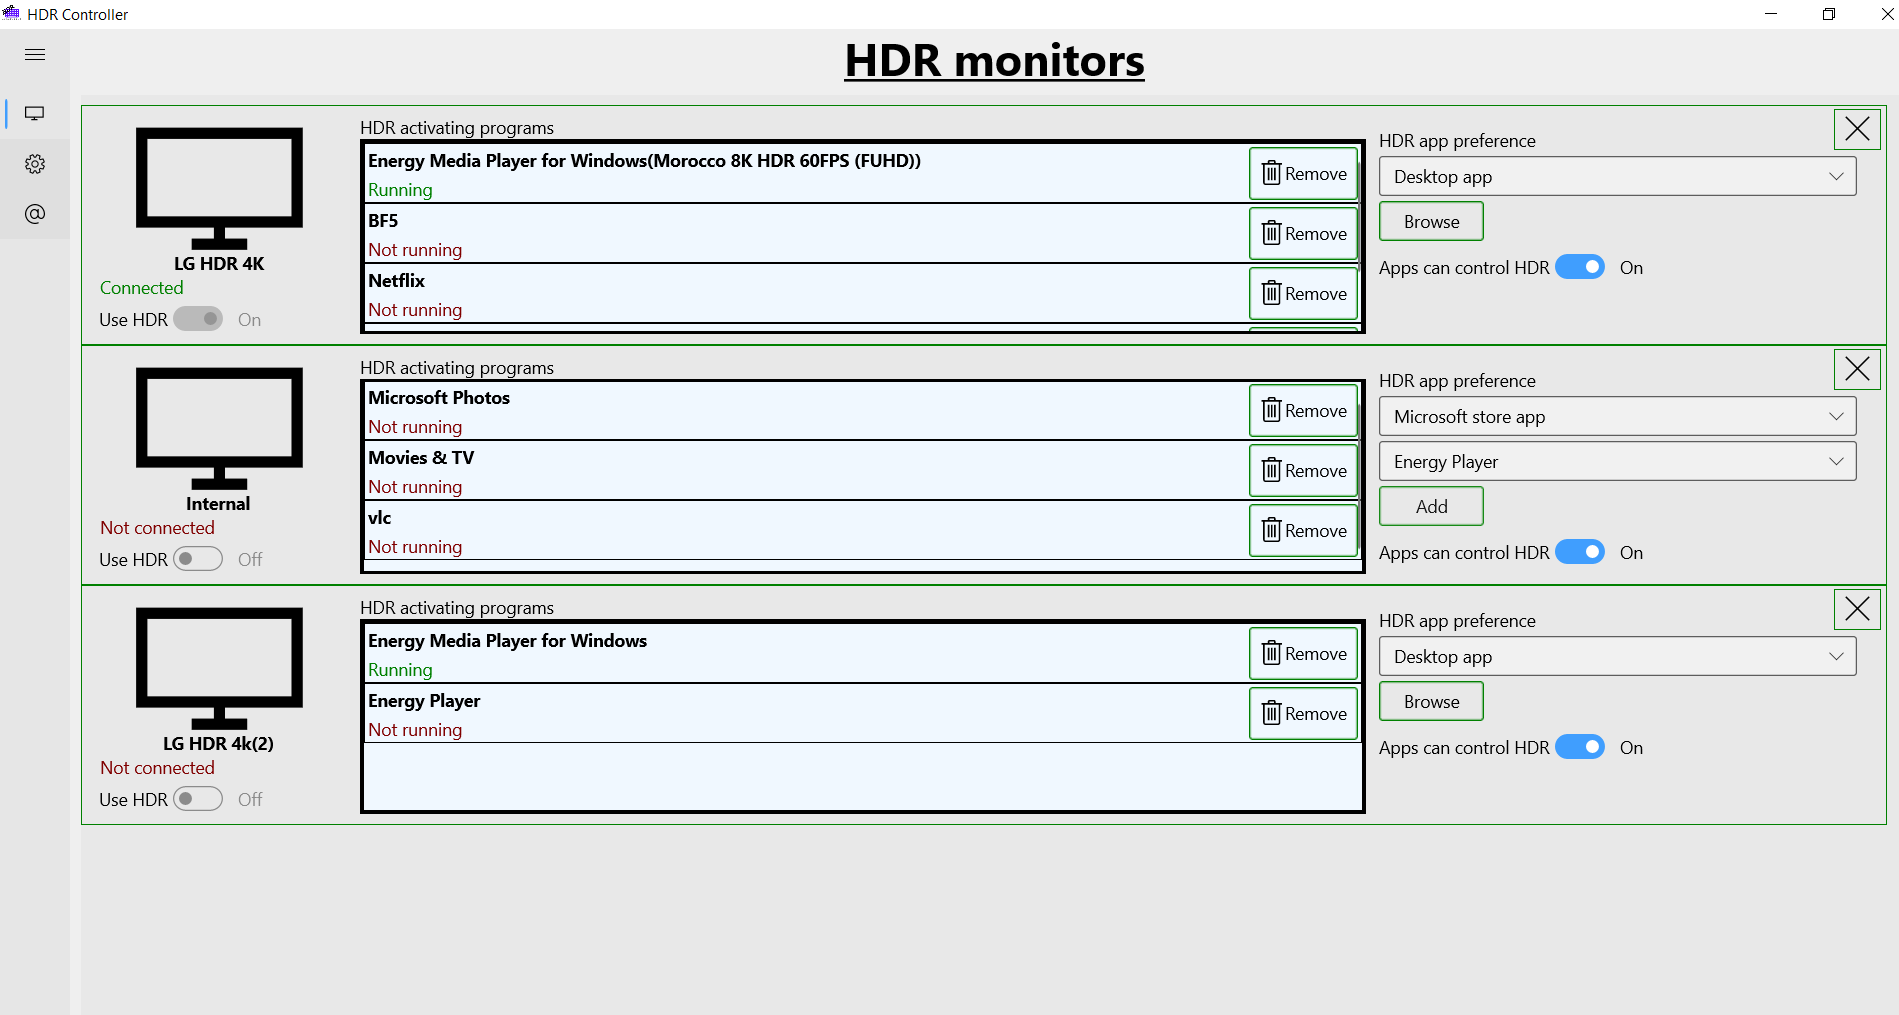 HDR Controller
HDR monitors
LG HDR 4K
Connected
Use HDR On
HDR activating programs
Energy Media Player for Windows(Morocco 8K HDR 60FPS (FUHD))
Running
Remove
BF5
Not running
Remove
Netflix
Not running
Remove
HDR app preference
Desktop app
Browse
Apps can control HDR On
Internal
Not connected
Use HDR Off
HDR activating programs
Microsoft Photos
Not running
Remove
Movies & TV
Not running
Remove
vlc
Not running
Remove
HDR app preference
Microsoft store app
Energy Player
Add
Apps can control HDR On
LG HDR 4k(2)
Not connected
Use HDR Off
HDR activating programs
Energy Media Player for Windows
Running
Remove
Energy Player
Not running
Remove
HDR app preference
Desktop app
Browse
Apps can control HDR On